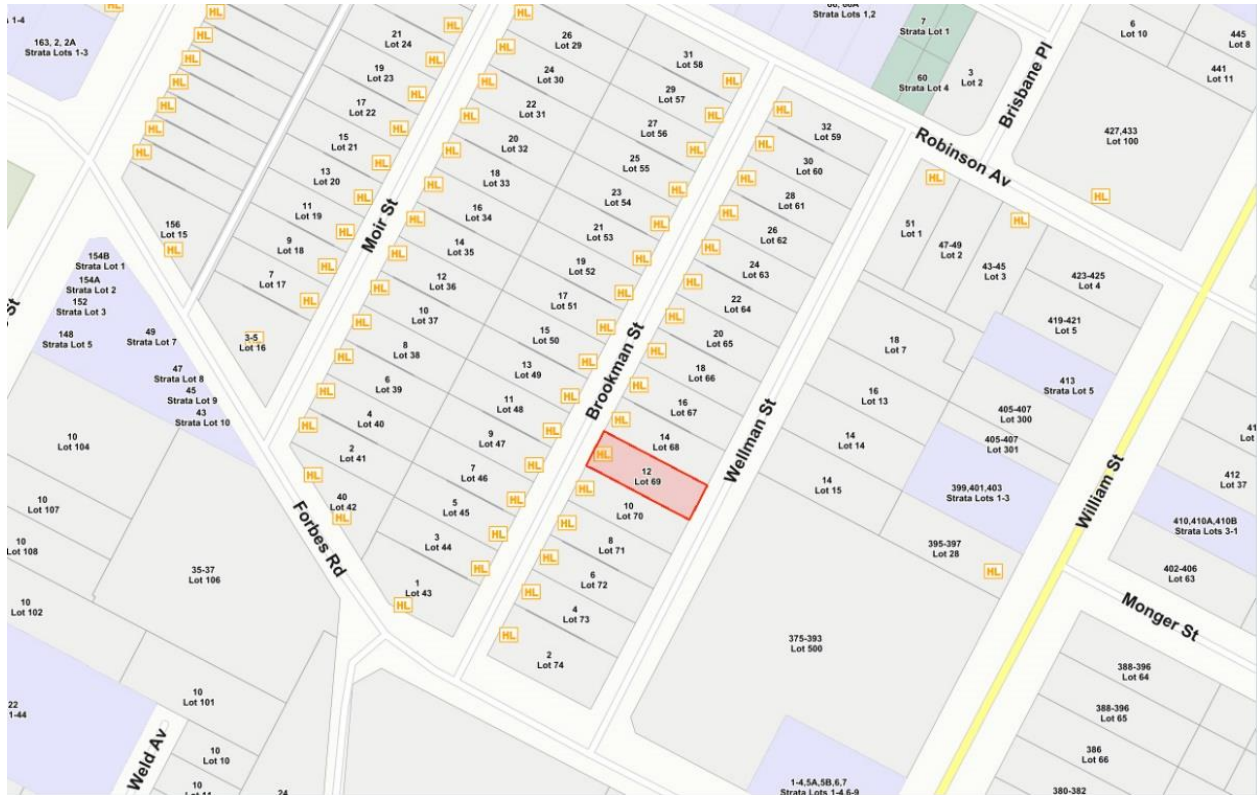 163, 2, 2A
Strata Lots 1-3
21
Lot 24
19
Lot 23
17
Lot 22
15
Lot 21
13
Lot 20
11
Lot 19
9
Lot 18
7
Lot 17
3-5
Lot 16
156
Lot 15
154B
Strata Lot 1
154A
Strata Lot 2
152
Strata Lot 3
148
Strata Lot 5
49
Strata Lot 7
47
Strata Lot 8
45
Strata Lot 9
43
Strata Lot 10
Moir St
26
Lot 29
24
Lot 30
22
Lot 31
20
Lot 32
18
Lot 33
16
Lot 34
14
Lot 35
12
Lot 36
10
Lot 37
8
Lot 38
6
Lot 39
4
Lot 40
2
Lot 41
40
Lot 42
31
Lot 58
29
Lot 57
27
Lot 56
25
Lot 55
23
Lot 54
21
Lot 53
19
Lot 52
17
Lot 51
15
Lot 50
13
Lot 49
11
Lot 48
9
Lot 47
7
Lot 46
5
Lot 45
3
Lot 44
1
Lot 43
Brookman St
32
Lot 59
30
Lot 60
28
Lot 61
26
Lot 62
24
Lot 63
22
Lot 64
20
Lot 65
18
Lot 66
16
Lot 67
14
Lot 68
12
Lot 69
10
Lot 70
8
Lot 71
6
Lot 72
4
Lot 73
2
Lot 74
Wellman St
7
Strata Lot 1
60
Strata Lot 4
3
Lot 2
Brisbane Pl
6
Lot 10
445
Lot 8
441
Lot 11
427,433
Lot 100
Robinson Av
51
Lot 1
47-49
Lot 2
43-45
Lot 3
423-425
Lot 4
419-421
Lot 5
413
Strata Lot 5
18
Lot 7
16
Lot 13
14
Lot 14
14
Lot 15
405-407
Lot 300
405-407
Lot 301
399,401,403
Strata Lots 1-3
395-397
Lot 28
375-393
Lot 500
William St
412
Lot 37
410,410A,410B
Strata Lots 3-1
402-406
Lot 63
Monger St
388-396
Lot 64
388-396
Lot 65
386
Lot 66
380-382
1-4,5A,5B,6,7
Strata Lots 1-4,6-9
Forbes Rd
10
Lot 104
10
Lot 107
10
Lot 108
10
Lot 102
35-37
Lot 106
10
Lot 101
10
Lot 10
22
1-44
24
Weld Av
St
HL